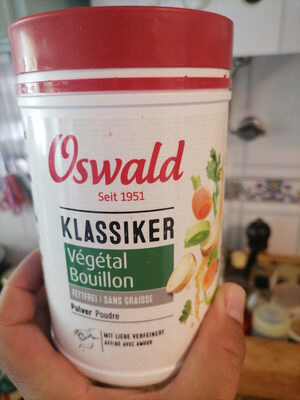 Oswald
Seit 1951
KLASSIKER
Végétal
Bouillon
FETTFREI | SANS GRAISSE
Pulver Poudre
MIT LIEBE VERFEINERT
AFFINÉ AVEC AMOUR